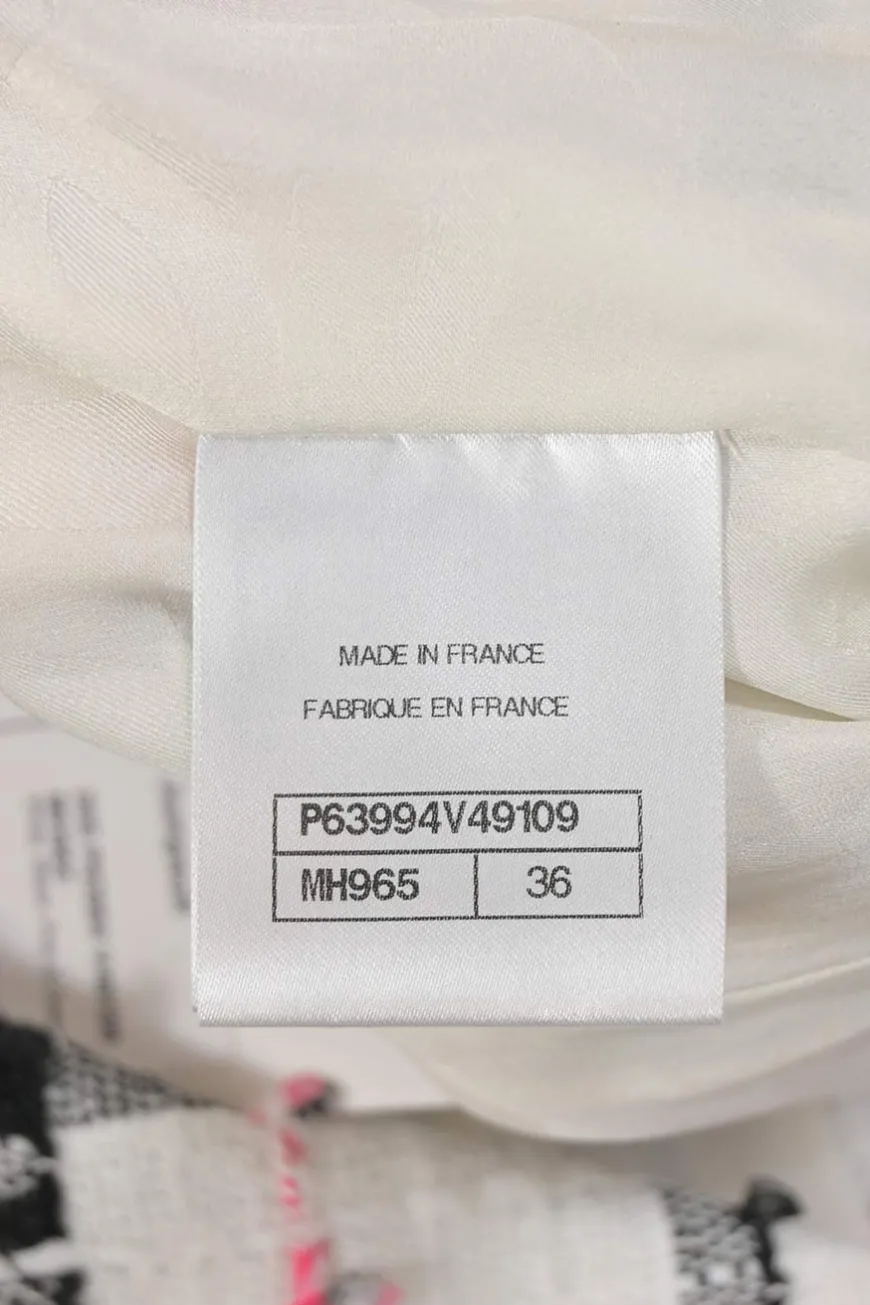 MADE IN FRANCE
FABRIQUE EN FRANCE
P63994V49109
MH965 36